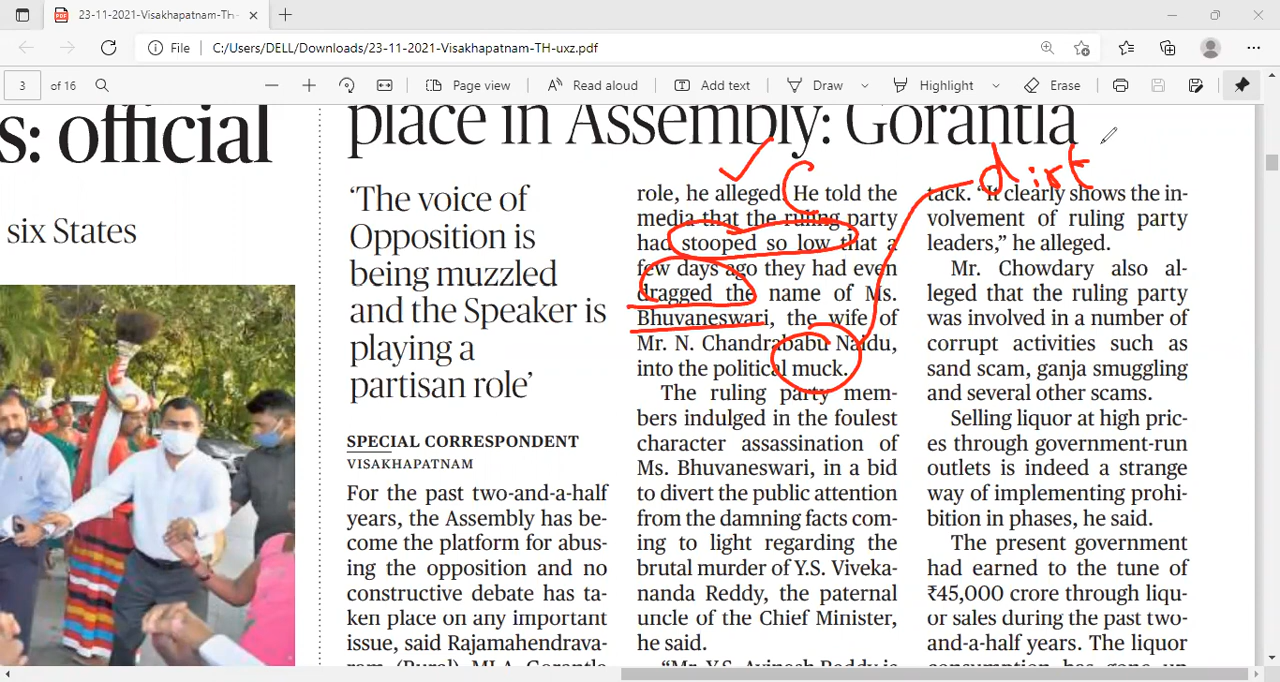 23-11-2021-Visakhapatnam-TH-
File
C:/Users/DELL/Downloads/23-11-2021-Visakhapatnam-TH-uxz.pdf
3 of 16
Page view
Read aloud
Add text
Draw
Highlight
Erase
s: official
six States
place in Assembly: Gorantla
‘The voice of
Opposition is
being muzzled
and the Speaker is
playing a
partisan role’
SPECIAL CORRESPONDENT
VISAKHAPATNAM
For the past two-and-a-half
years, the Assembly has be-
come the platform for abus-
ing the opposition and no
constructive debate has ta-
ken place on any important
issue, said Rajamahendrava-
ram (Rural) MLA Gorantla
role, he alleged. He told the
media that the ruling party
had stooped so low that a
few days ago they had even
dragged the name of Ms.
Bhuvaneswari, the wife of
Mr. N. Chandrababu Naidu,
into the political muck.
The ruling party mem-
bers indulged in the foulest
character assassination of
Ms. Bhuvaneswari, in a bid
to divert the public attention
from the damning facts com-
ing to light regarding the
brutal murder of Y.S. Viveka-
nanda Reddy, the paternal
uncle of the Chief Minister,
he said.
“Mr. Y.S. Avinash Reddy is
dirt
tack. “It clearly shows the in-
volvement of ruling party
leaders,” he alleged.
Mr. Chowdary also al-
leged that the ruling party
was involved in a number of
corrupt activities such as
sand scam, ganja smuggling
and several other scams.
Selling liquor at high pric-
es through government-run
outlets is indeed a strange
way of implementing prohi-
bition in phases, he said.
The present government
had earned to the tune of
₹45,000 crore through liqu-
or sales during the past two-
and-a-half years. The liquor
consumption has gone up